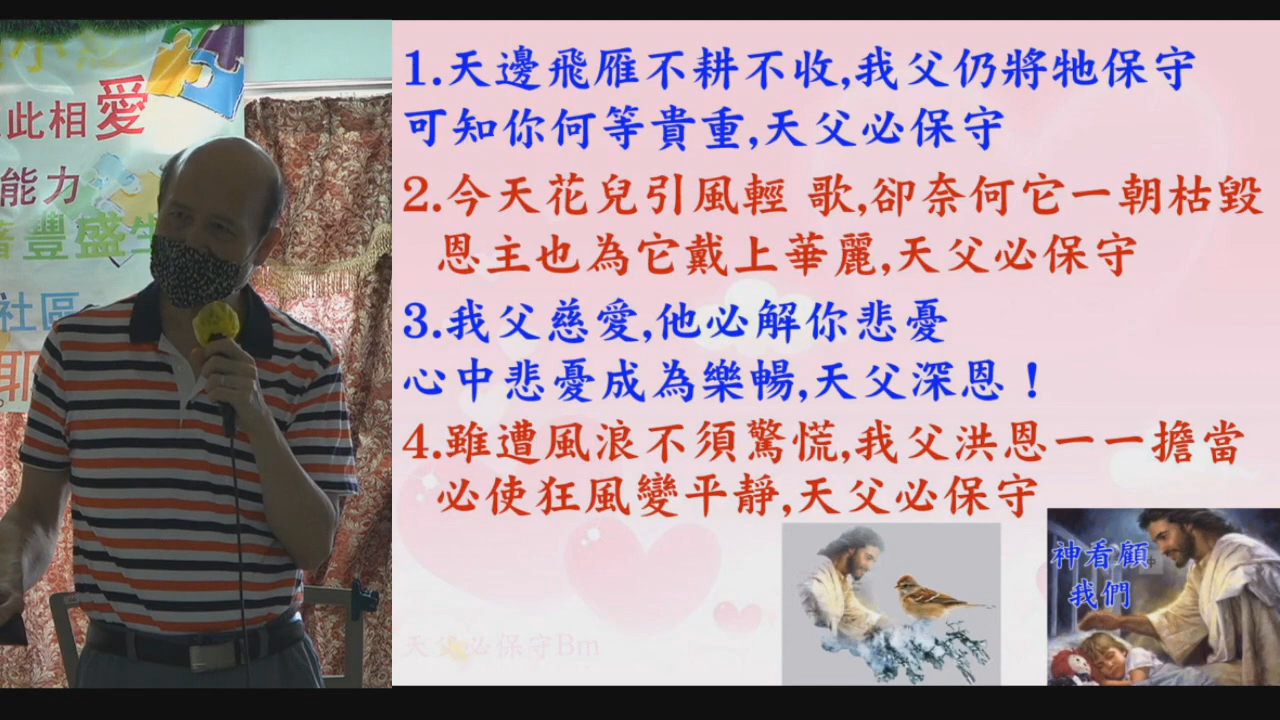 此相愛
能力
豐盛
社區
1.天邊飛雁不耕不收,我父仍將牠保守
可知你何等貴重,天父必保守
2.今天花兒引風輕 歌,卻奈何它一朝枯毀
恩主也為它戴上華麗,天父必保守
3.我父慈愛,他必解你悲憂
心中悲憂成為樂暢,天父深恩！
4.雖遭風浪不須驚慌,我父洪恩一一擔當
必使狂風變平靜,天父必保守
神看顧
我們
天父必保守Bm